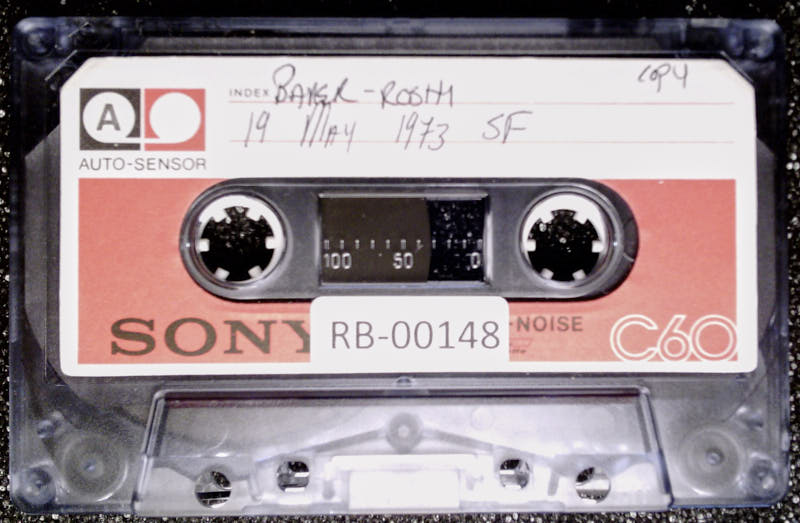 INDEX BAKER-ROSHI
COPY
19 MAY 1973 SF
A
AUTO-SENSOR
100 50 0
SONY
-NOISE
C60
RB-00148